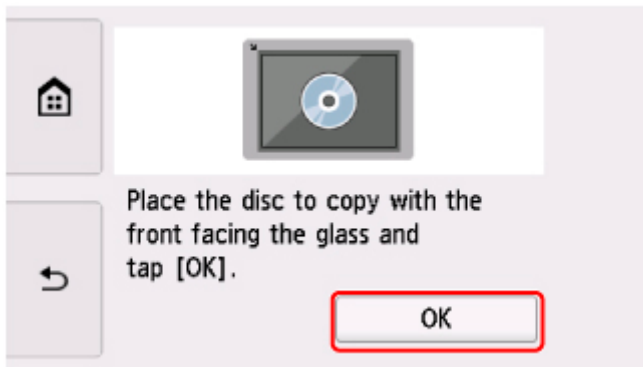 Place the disc to copy with the
front facing the glass and
tap [OK].
OK